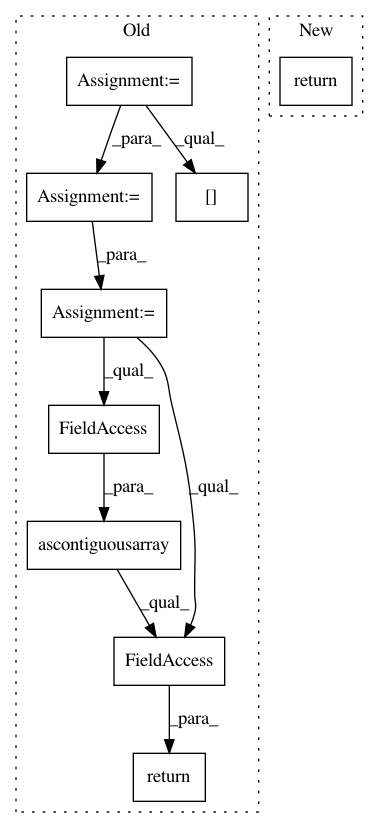 Old
New
Assignment:=
return
_para_
_qual_
Assignment:=
[]
_para_
Assignment:=
_qual_
FieldAccess
_para_
_qual_
ascontiguousarray
_qual_
FieldAccess
_para_
return